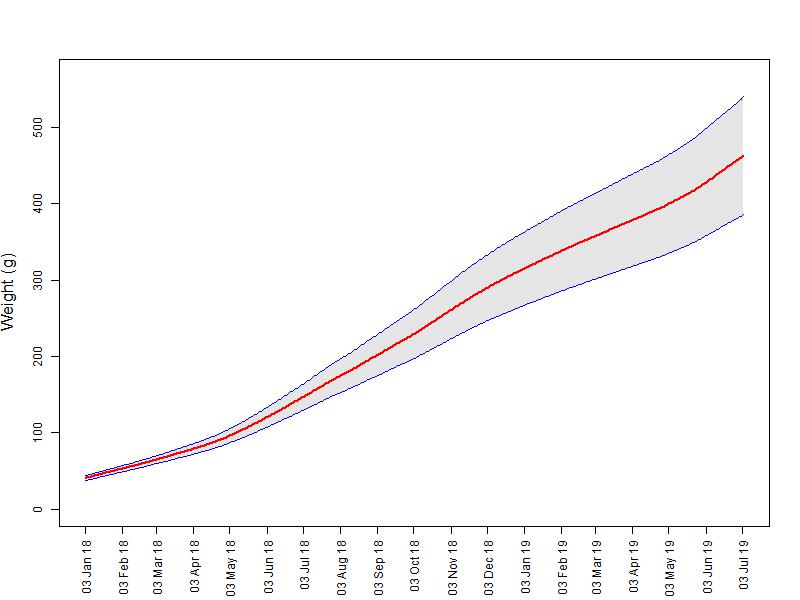 Weight (g)
500
400
300
200
100
0
03 Jan 18
03 Feb 18
03 Mar 18
03 Apr 18
03 May 18
03 Jun 18
03 Jul 18
03 Aug 18
03 Sep 18
03 Oct 18
03 Nov 18
03 Dec 18
03 Jan 19
03 Feb 19
03 Mar 19
03 Apr 19
03 May 19
03 Jun 19
03 Jul 19